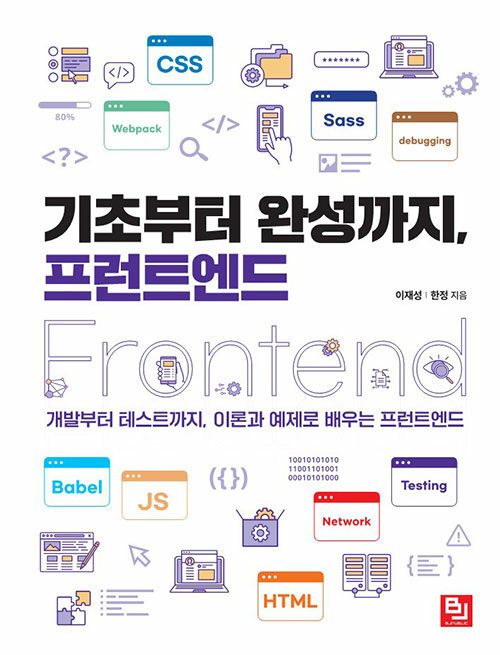 CSS
Webpack
Sass
debugging
80%
</>
</>
<?>
*******
기초부터 완성까지,
프런트엔드
이재성 | 한정 지음
Frontend
개발부터 테스트까지, 이론과 예제로 배우는 프런트엔드
Babel
JS
({})
10010101010
11001101001
00010101000
Testing
Network
{ }
HTML
BJ
BJPUBLIC